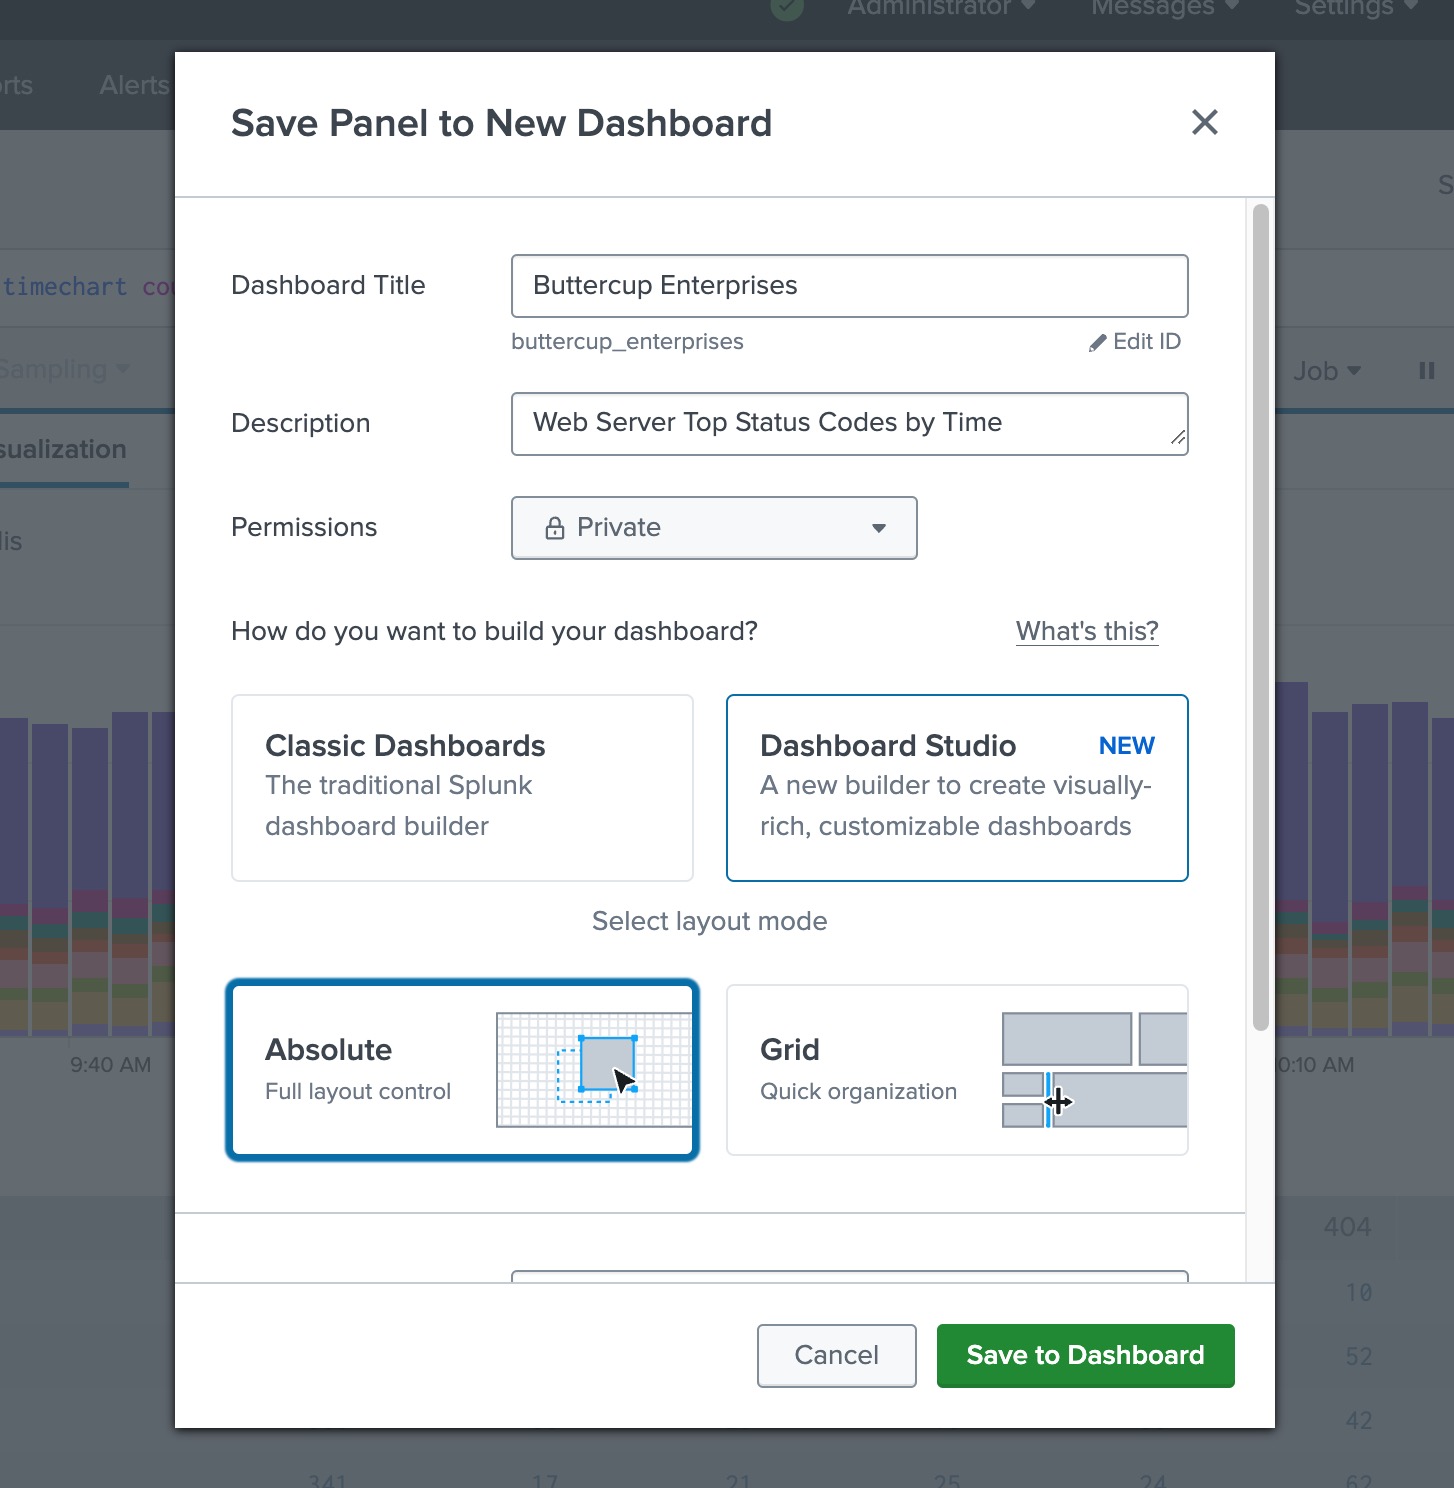 Administrator Messages Settings
Alerts
Save Panel to New Dashboard
timechart
Dashboard Title
Buttercup Enterprises
buttercup_enterprises
Edit ID
Sampling
Job
Description
Web Server Top Status Codes by Time
Permissions
Private
How do you want to build your dashboard?
What's this?
Classic Dashboards
The traditional Splunk
dashboard builder
Dashboard Studio NEW
A new builder to create visually-
rich, customizable dashboards
Select layout mode
Absolute
Full layout control
Grid
Quick organization
9:40 AM
0:10 AM
404
10
Cancel
Save to Dashboard
52
42
341 17 21 25 24 62